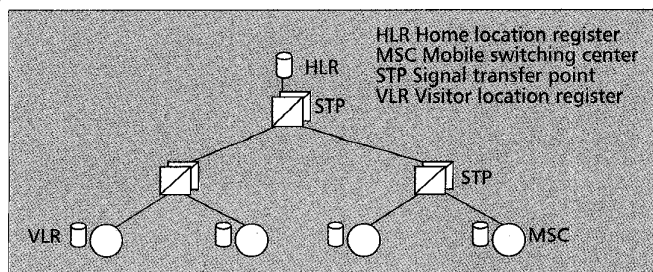 HLR Home location register
MSC Mobile switching center
STP Signal transfer point
VLR Visitor location register
HLR
STP
STP
VLR
MSC